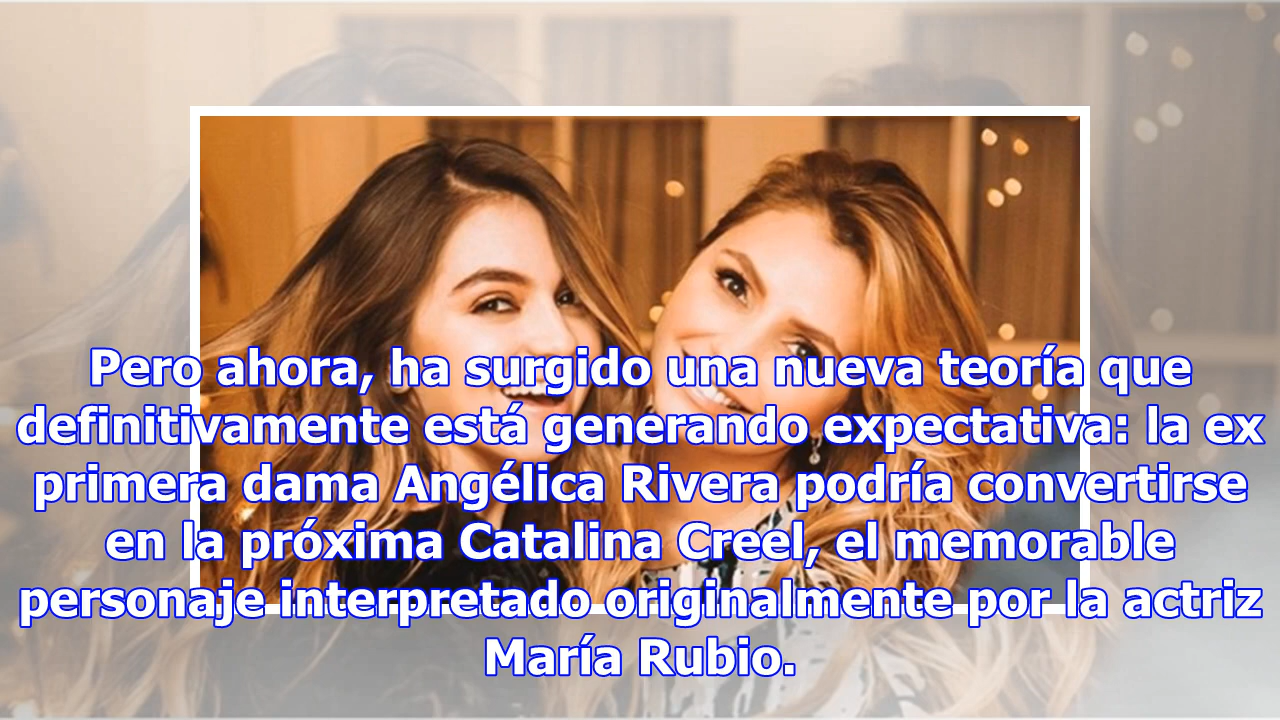 Pero ahora, ha surgido una nueva teoría que
definitivamente está generando expectativa: la ex
primera dama Angélica Rivera podría convertirse
en la próxima Catalina Creel, el memorable
personaje interpretado originalmente por la actriz
María Rubio.